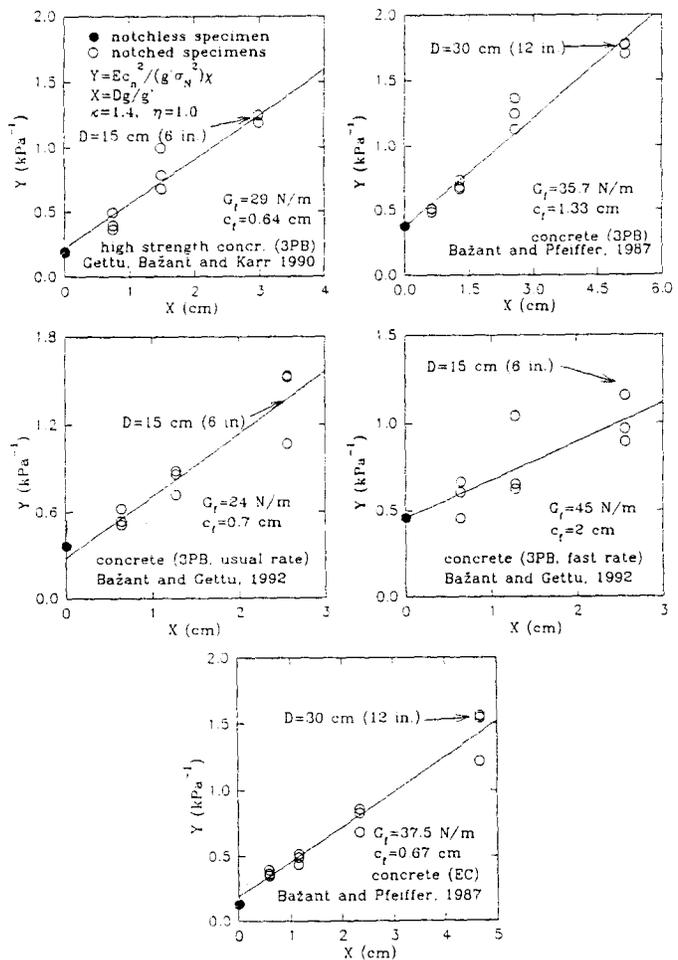 ● notchless specimen
○ notched specimens
Y=Ec_n^2/(g'σ_N^2)χ
X=Dg/g'
κ=1.4, η=1.0
D=15 cm (6 in.)
G_f=29 N/m
c_f=0.64 cm
high strength concr. (3PB)
Gettu, Bažant and Karr 1990
Y (kPa^-1)
2.0
1.5
1.0
0.5
0.0
0 1 2 3 4
X (cm)
D=30 cm (12 in.)
G_f=35.7 N/m
c_f=1.33 cm
concrete (3PB)
Bažant and Pfeiffer, 1987
Y (kPa^-1)
2.0
1.5
1.0
0.5
0.0
0.0 1.5 3.0 4.5 6.0
X (cm)
D=15 cm (6 in)
G_f=24 N/m
c_f=0.7 cm
concrete (3PB, usual rate)
Bažant and Gettu, 1992
Y (kPa^-1)
1.8
1.2
0.6
0.0
0 1 2 3
X (cm)
D=15 cm (6 in.)
G_f=45 N/m
c_f=2 cm
concrete (3PB, fast rate)
Bažant and Gettu, 1992
Y (kPa^-1)
1.5
1.0
0.5
0.0
0 1 2 3
X (cm)
D=30 cm (12 in.)
G_f=37.5 N/m
c_f=0.67 cm
concrete (EC)
Bažant and Pfeiffer, 1987
Y (kPa^-1)
2.0
1.5
1.0
0.5
0.0
0 1 2 3 4 5
X (cm)